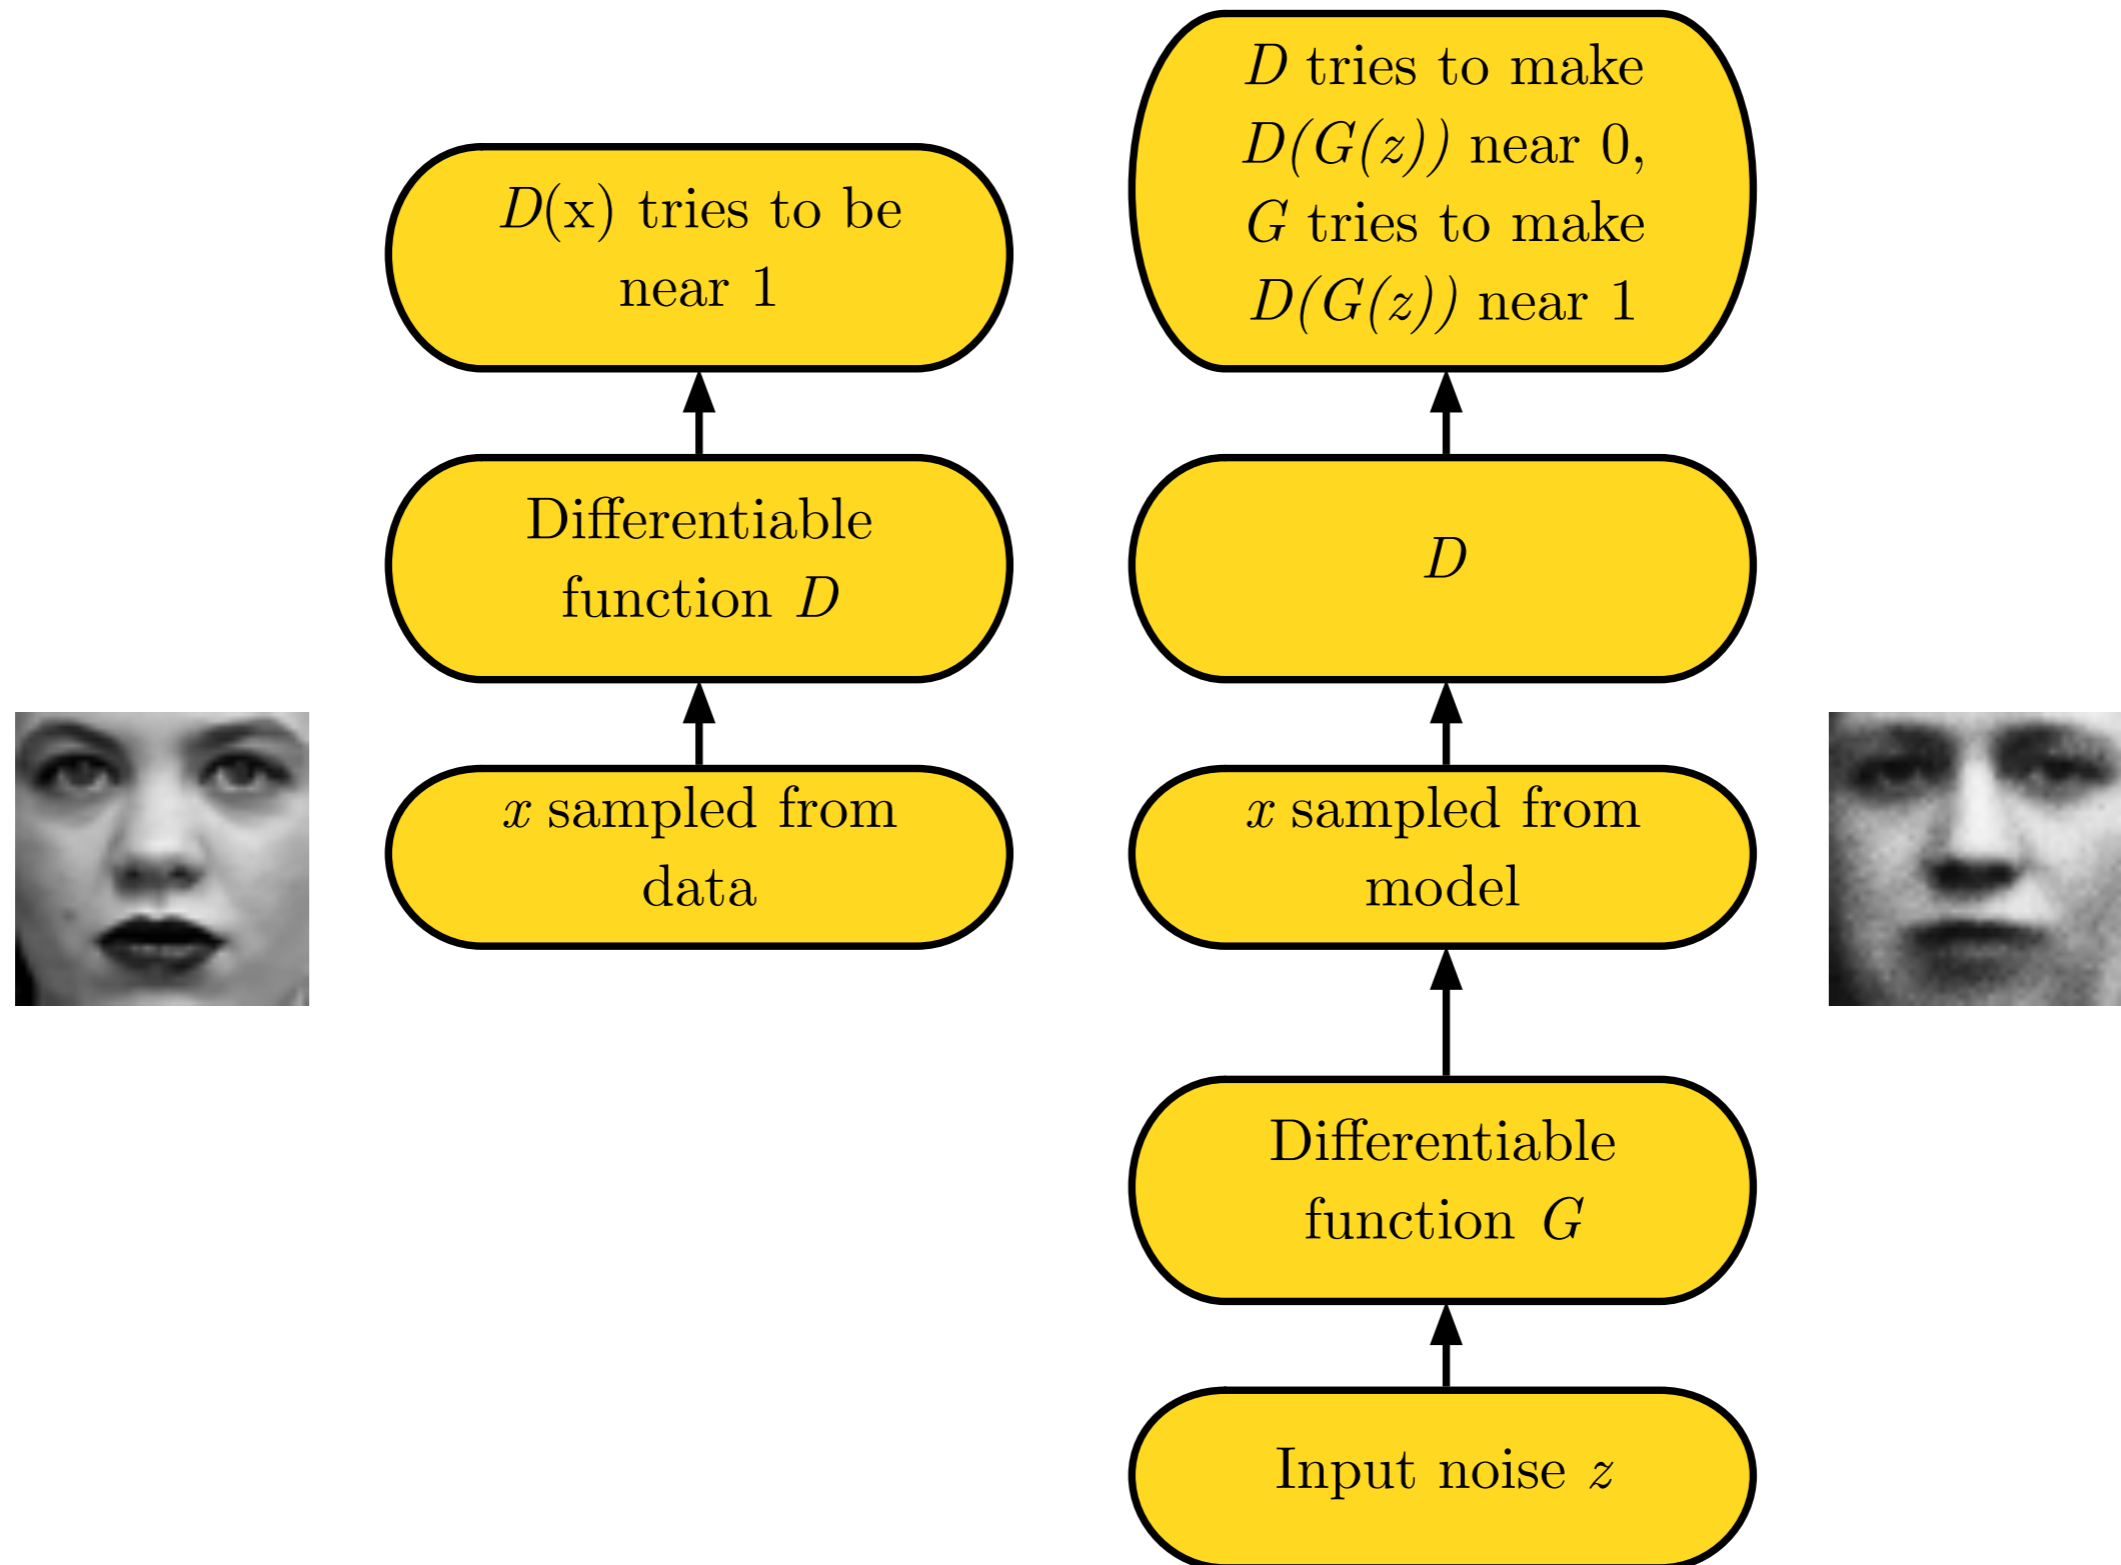 D(x) tries to be
near 1
Differentiable
function D
x sampled from
data
D tries to make
D(G(z)) near 0,
G tries to make
D(G(z)) near 1
D
x sampled from
model
Differentiable
function G
Input noise z